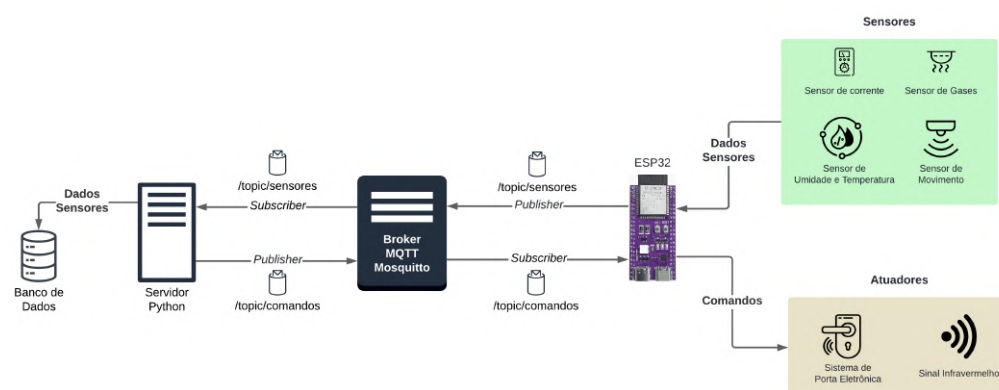 Sensores
Sensor de corrente
Sensor de Gases
Sensor de
Umidade e Temperatura
Sensor de
Movimento
Dados
Sensores
ESP32
/topic/sensores
Publisher
/topic/sensores
Subscriber
Dados
Sensores
Broker
MQTT
Mosquitto
Publisher
/topic/comandos
Subscriber
/topic/comandos
Banco de
Dados
Servidor
Python
Comandos
Atuadores
Sistema de
Porta Eletrônica
Sinal Infravermelho